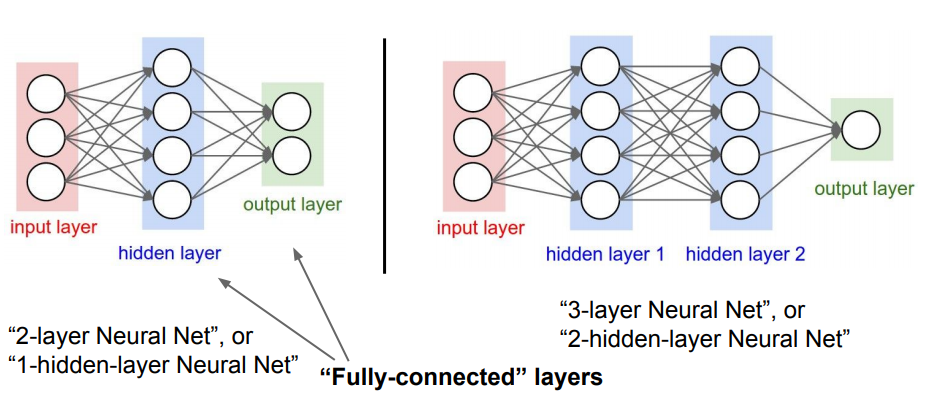 input layer
hidden layer
output layer
“2-layer Neural Net”, or
“1-hidden-layer Neural Net”
“Fully-connected” layers
input layer
hidden layer 1
hidden layer 2
output layer
“3-layer Neural Net”, or
“2-hidden-layer Neural Net”